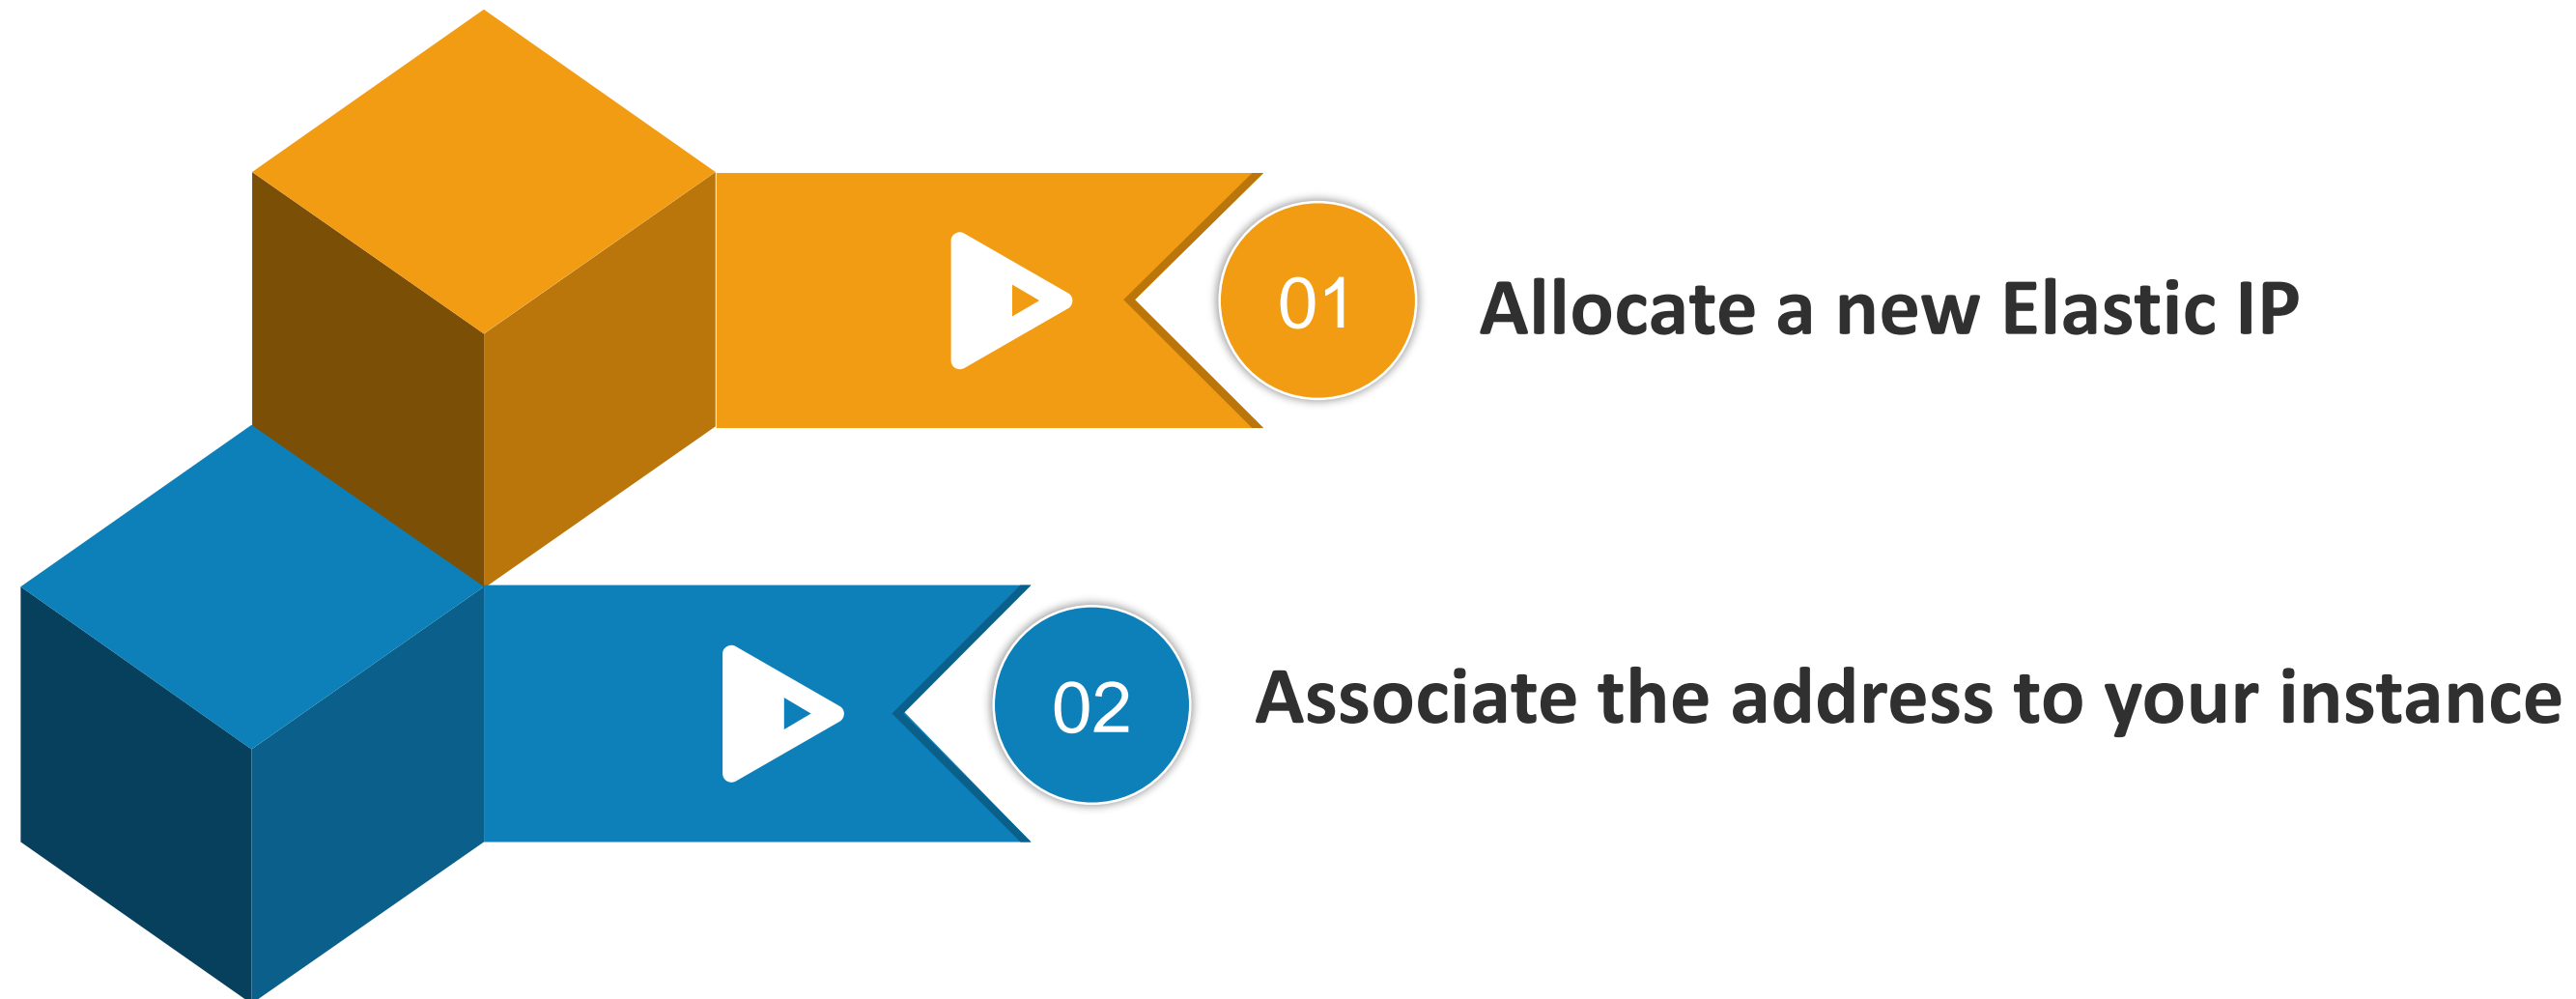 01
Allocate a new Elastic IP
02
Associate the address to your instance